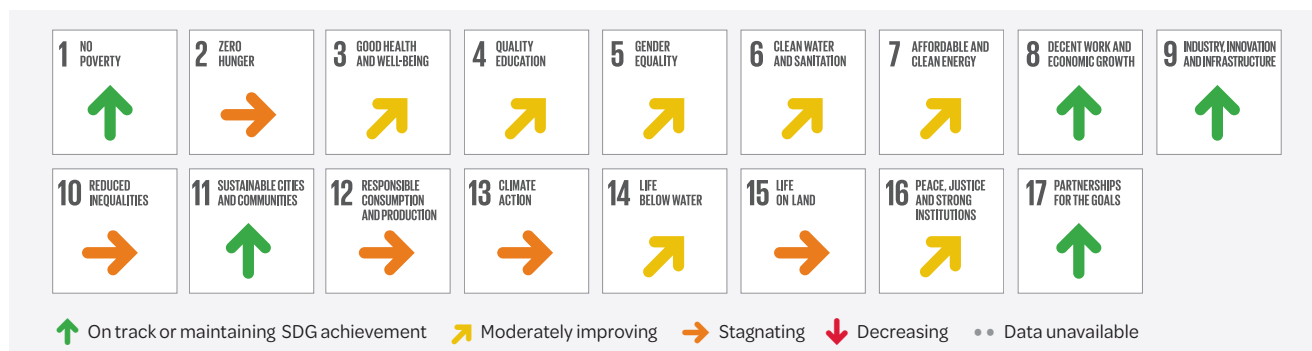 1 NO
POVERTY
2 ZERO
HUNGER
3 GOOD HEALTH
AND WELL-BEING
4 QUALITY
EDUCATION
5 GENDER
EQUALITY
6 CLEAN WATER
AND SANITATION
7 AFFORDABLE AND
CLEAN ENERGY
8 DECENT WORK AND
ECONOMIC GROWTH
9 INDUSTRY, INNOVATION
AND INFRASTRUCTURE
10 REDUCED
INEQUALITIES
11 SUSTAINABLE CITIES
AND COMMUNITIES
12 RESPONSIBLE
CONSUMPTION
AND PRODUCTION
13 CLIMATE
ACTION
14 LIFE
BELOW WATER
15 LIFE
ON LAND
16 PEACE, JUSTICE
AND STRONG
INSTITUTIONS
17 PARTNERSHIPS
FOR THE GOALS
On track or maintaining SDG achievement Moderately improving Stagnating Decreasing Data unavailable